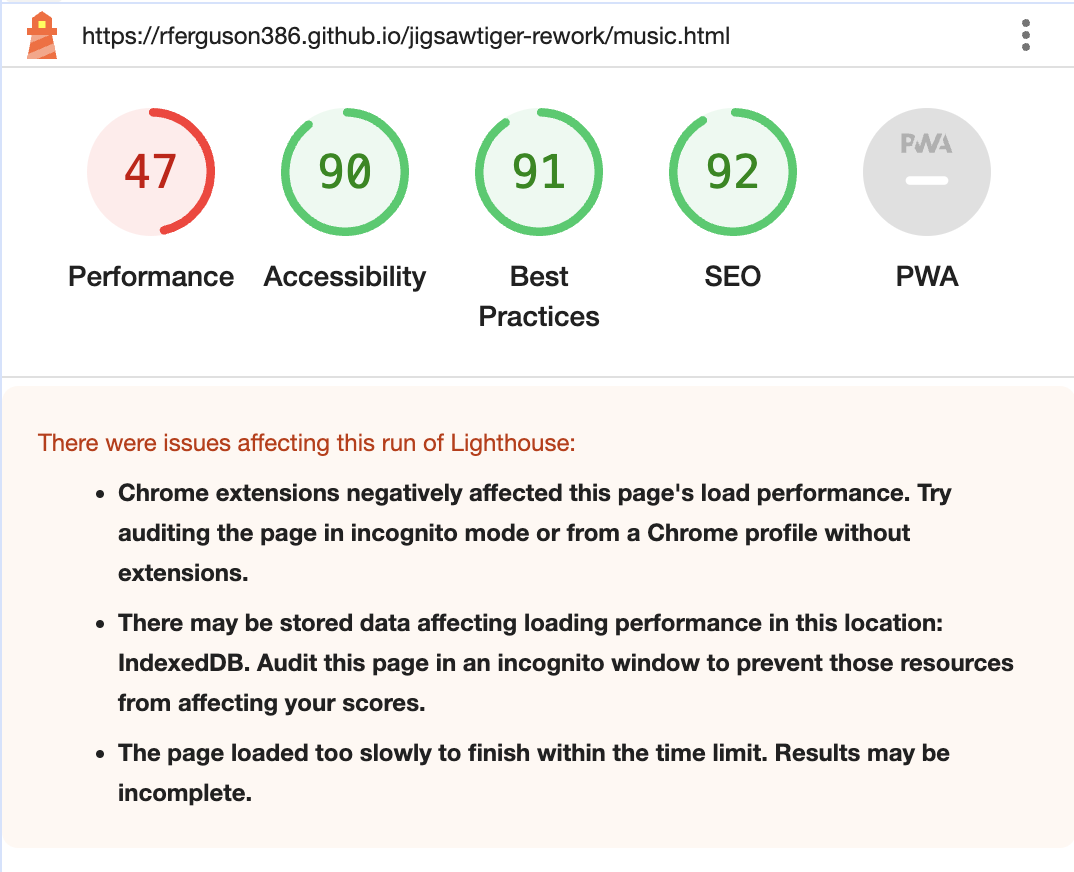 https://rferguson386.github.io/jigsawtiger-rework/music.html
47
90
91
92
PWA
Performance
Accessibility
Best
Practices
SEO
PWA
There were issues affecting this run of Lighthouse:
• Chrome extensions negatively affected this page's load performance. Try
auditing the page in incognito mode or from a Chrome profile without
extensions.
• There may be stored data affecting loading performance in this location:
IndexedDB. Audit this page in an incognito window to prevent those resources
from affecting your scores.
• The page loaded too slowly to finish within the time limit. Results may be
incomplete.